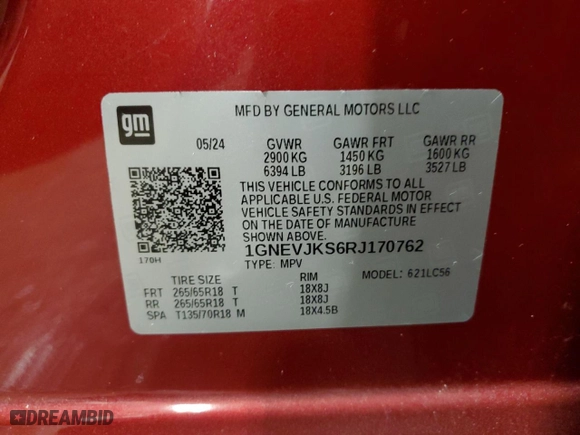 gm
MFD BY GENERAL MOTORS LLC
05/24 GVWR GAWR FRT GAWR RR
2900 KG 1450 KG 1600 KG
6394 LB 3196 LB 3527 LB
THIS VEHICLE CONFORMS TO ALL
APPLICABLE U.S. FEDERAL MOTOR
VEHICLE SAFETY STANDARDS IN EFFECT
ON THE DATE OF MANUFACTURE
SHOWN ABOVE.
170H
1GNEVJKS6RJ170762
TYPE: MPV MODEL: 621LC56
TIRE SIZE RIM
FRT 265/65R18 T 18X8J
RR 265/65R18 T 18X8J
SPA T135/70R18 M 18X4.5B
DREAMBID